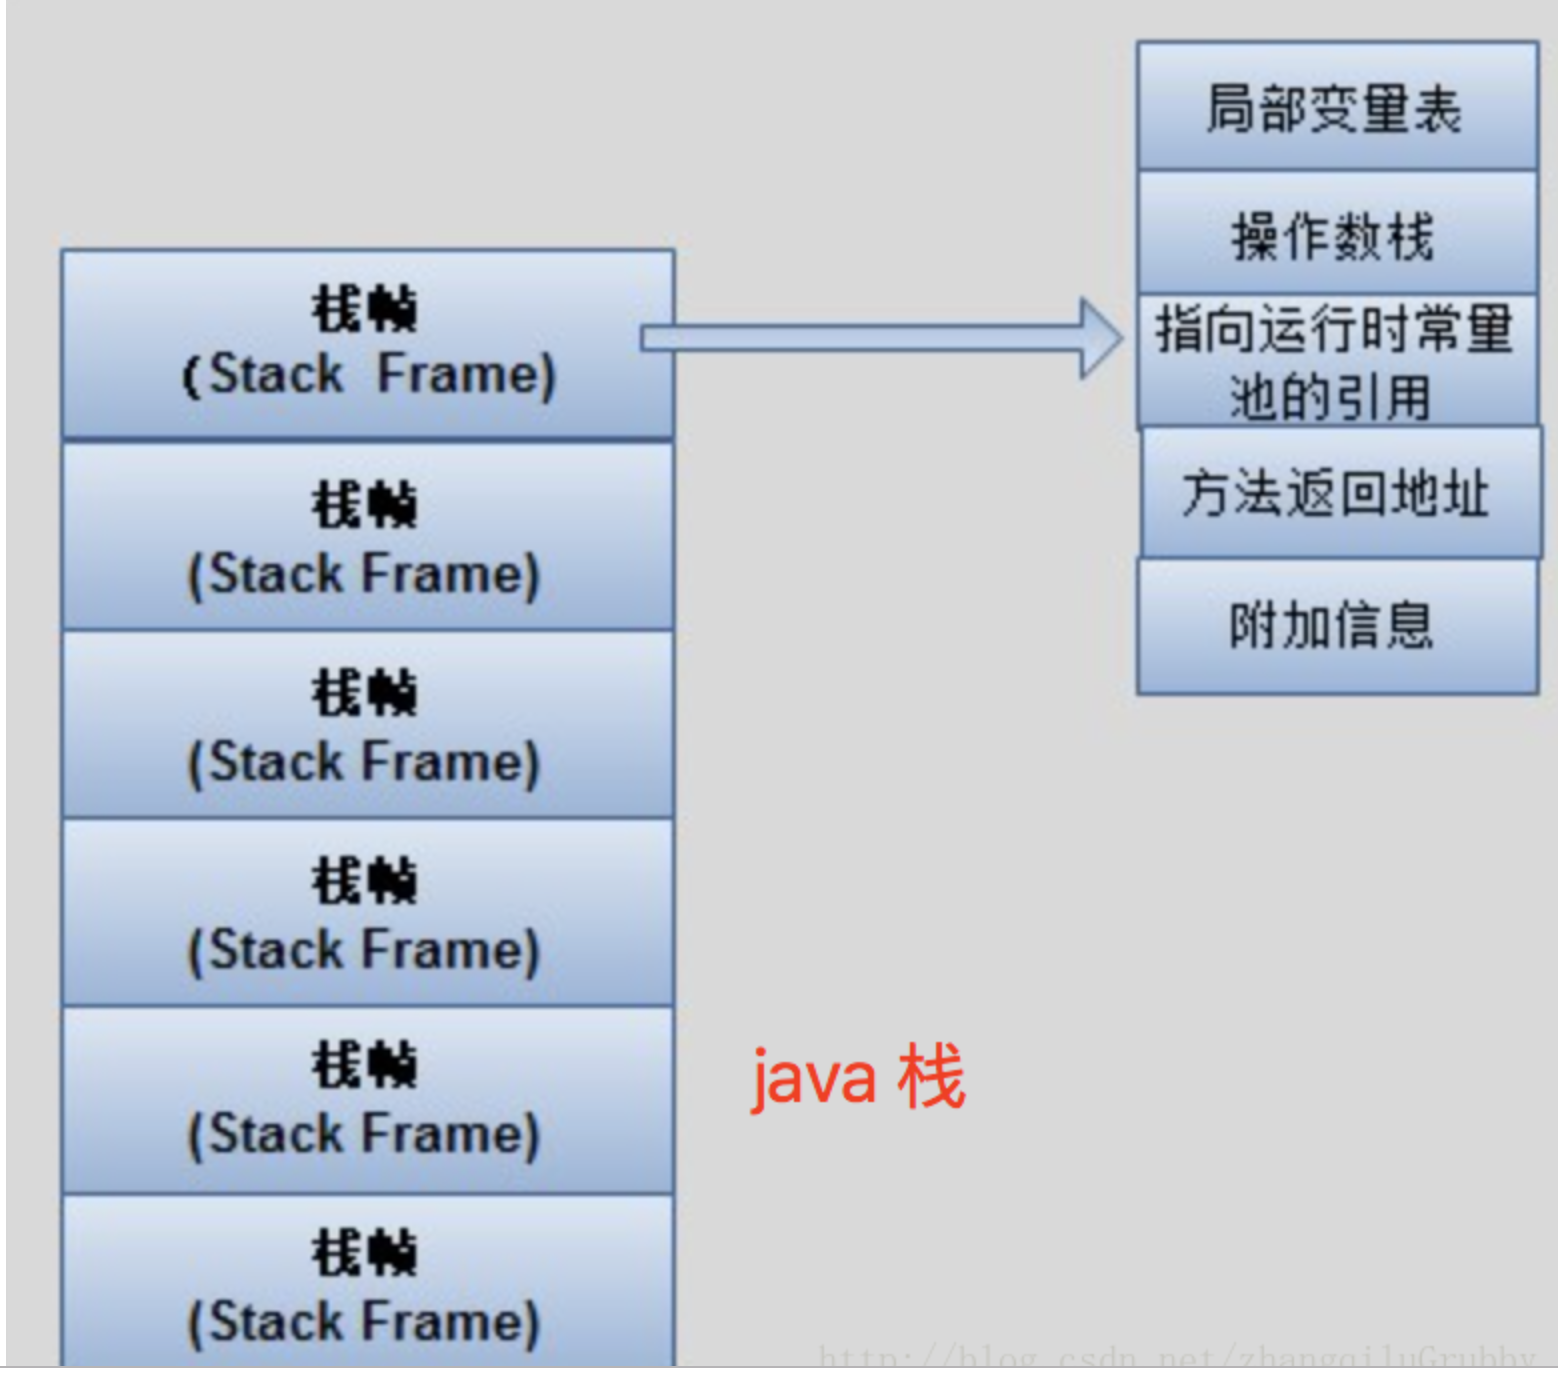 局部变量表
操作数栈
指向运行时常量
池的引用
方法返回地址
附加信息
栈帧
(Stack Frame)
栈帧
(Stack Frame)
栈帧
(Stack Frame)
栈帧
(Stack Frame)
栈帧
(Stack Frame)
栈帧
(Stack Frame)
java 栈
http://blog.csdn.net/zhangqiluGrubby